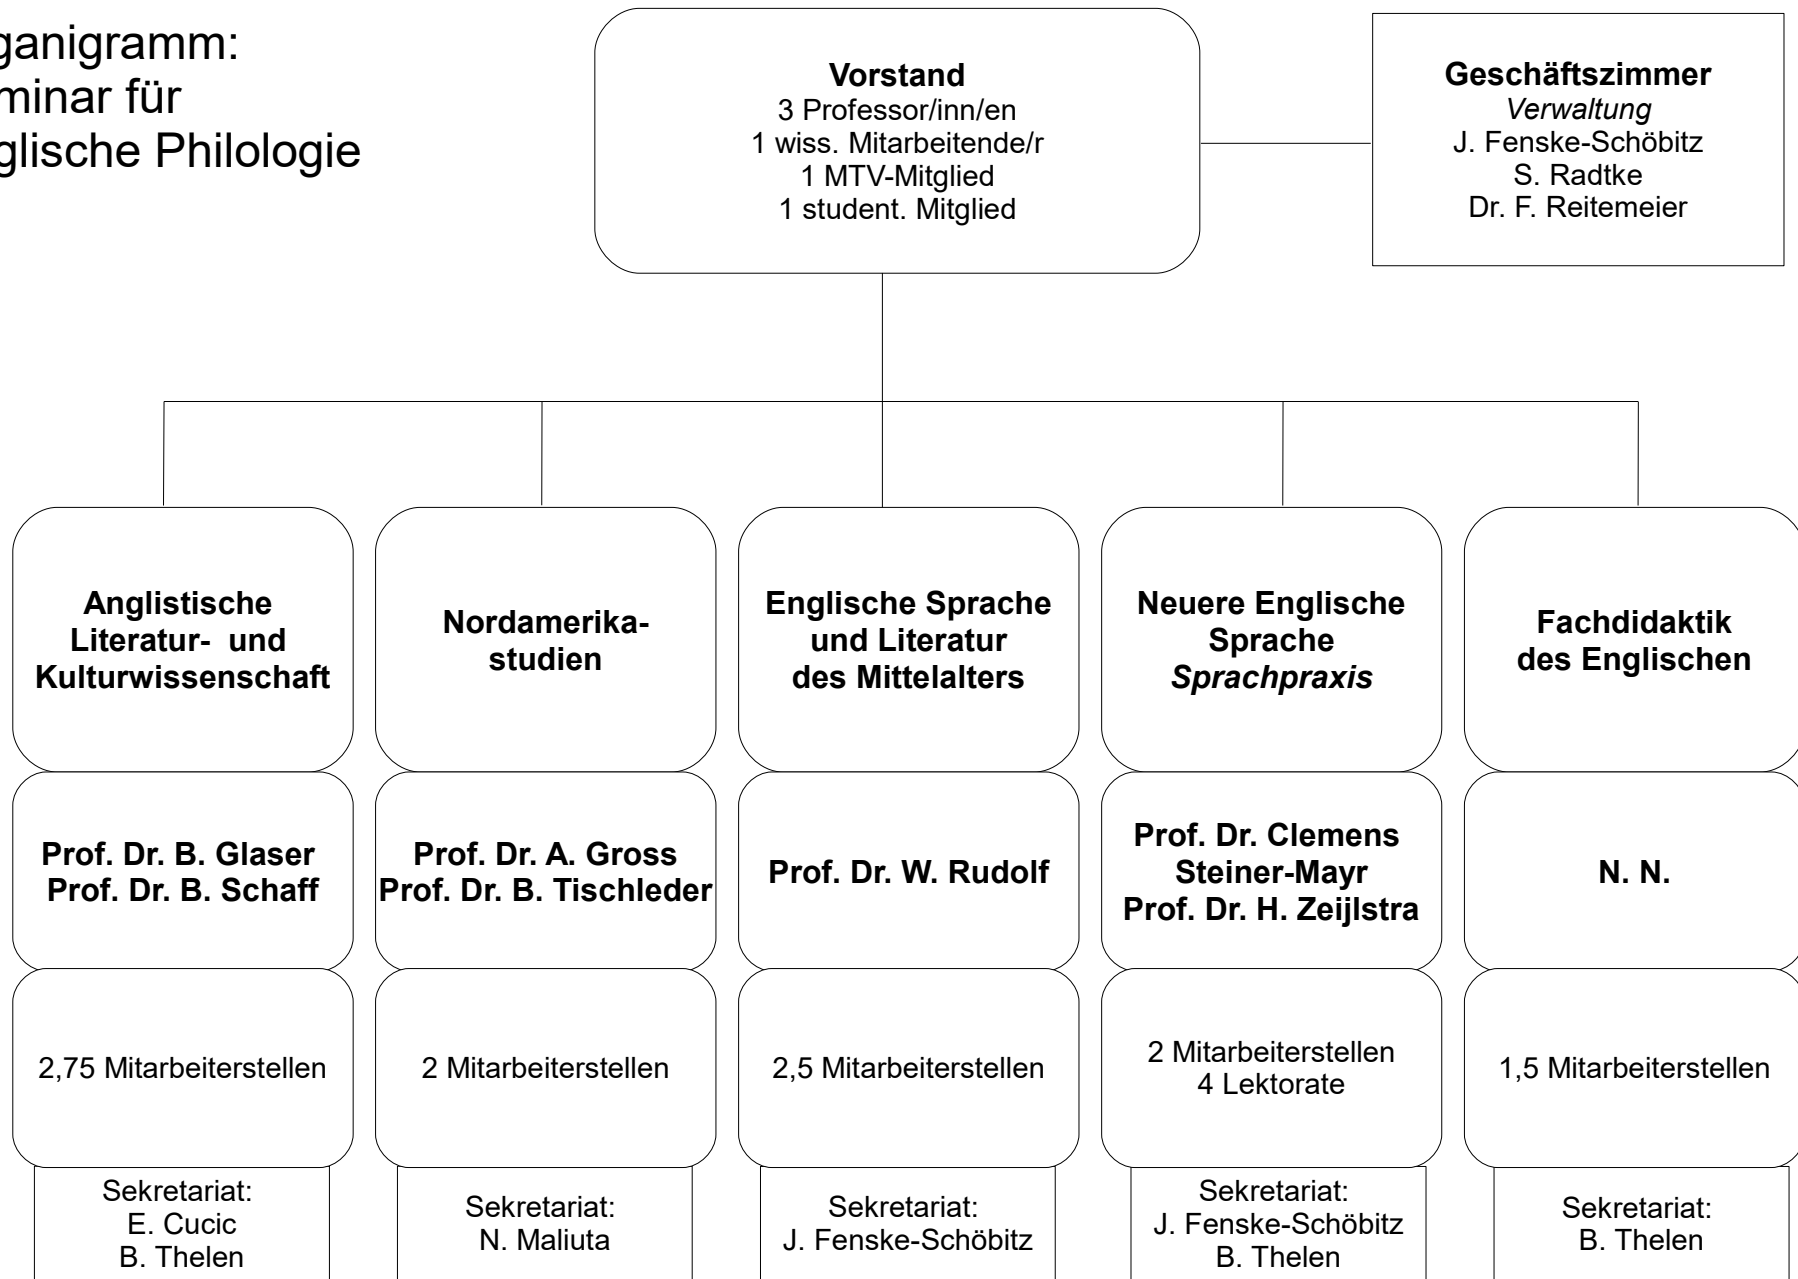 ganigramm:
minar für
glische Philologie
Vorstand
3 Professor/inn/en
1 wiss. Mitarbeitende/r
1 MTV-Mitglied
1 student. Mitglied
Geschäftszimmer
Verwaltung
J. Fenske-Schöbitz
S. Radtke
Dr. F. Reitemeier
Anglistische
Literatur- und
Kulturwissenschaft
Nordamerika-
studien
Englische Sprache
und Literatur
des Mittelalters
Neuere Englische
Sprache
Sprachpraxis
Fachdidaktik
des Englischen
Prof. Dr. B. Glaser
Prof. Dr. B. Schaff
Prof. Dr. A. Gross
Prof. Dr. B. Tischleder
Prof. Dr. W. Rudolf
Prof. Dr. Clemens
Steiner-Mayr
Prof. Dr. H. Zeijlstra
N. N.
2,75 Mitarbeiterstellen
2 Mitarbeiterstellen
2,5 Mitarbeiterstellen
2 Mitarbeiterstellen
4 Lektorate
1,5 Mitarbeiterstellen
Sekretariat:
E. Cucic
B. Thelen
Sekretariat:
N. Maliuta
Sekretariat:
J. Fenske-Schöbitz
Sekretariat:
J. Fenske-Schöbitz
B. Thelen
Sekretariat:
B. Thelen